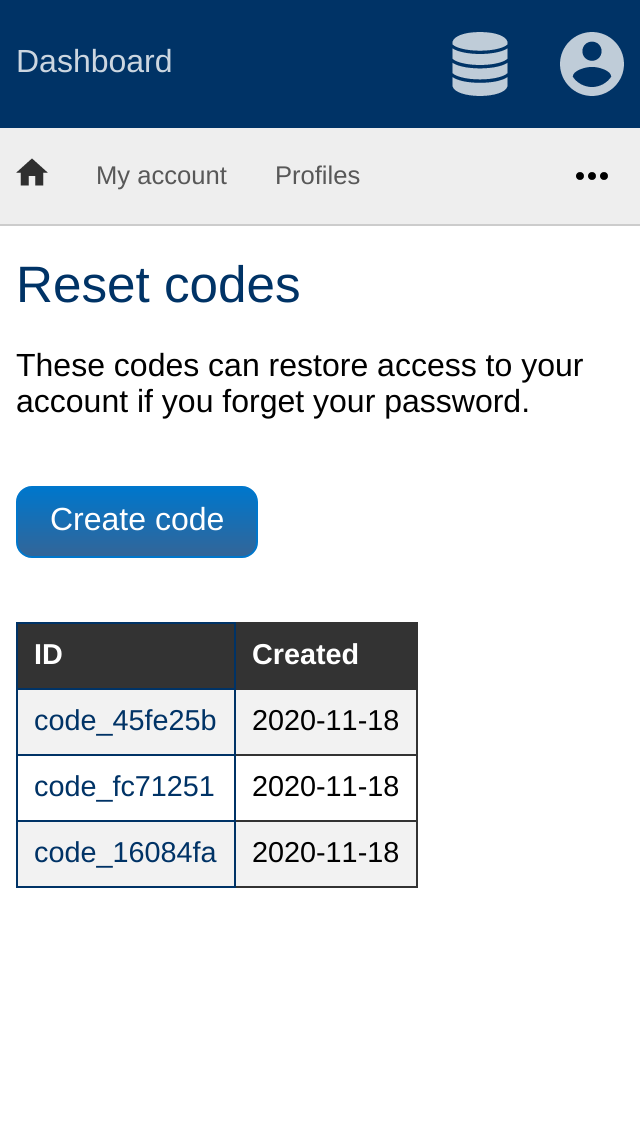 Dashboard
My account Profiles
Reset codes
These codes can restore access to your
account if you forget your password.
Create code
ID Created
code_45fe25b 2020-11-18
code_fc71251 2020-11-18
code_16084fa 2020-11-18